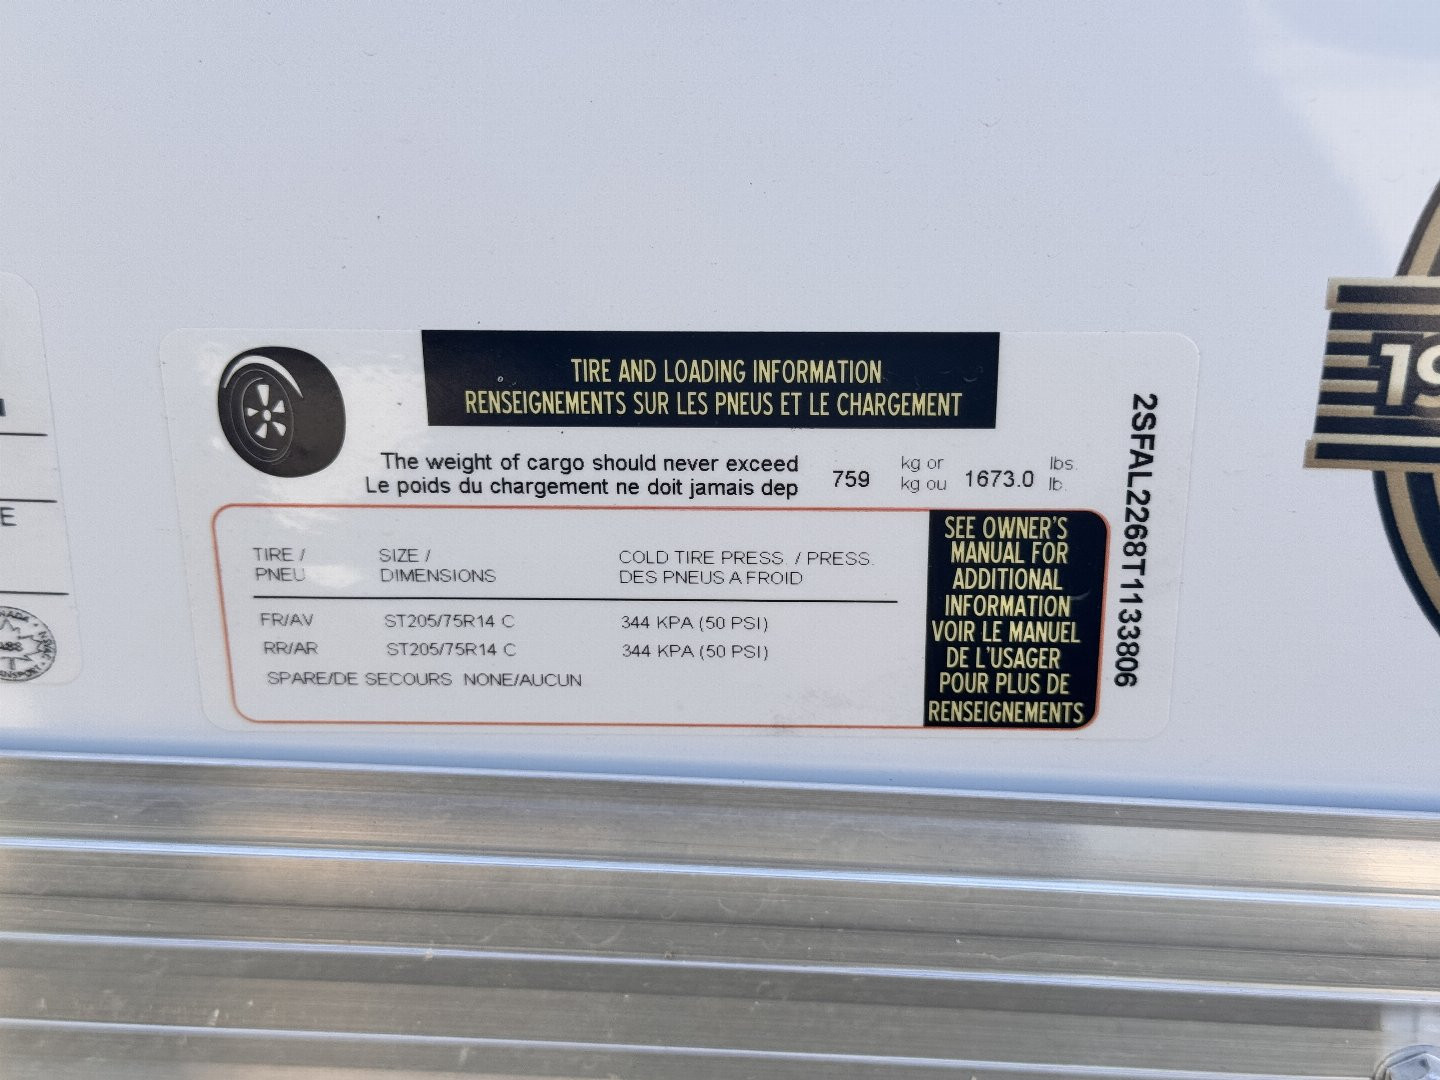 TIRE AND LOADING INFORMATION
RENSEIGNEMENTS SUR LES PNEUS ET LE CHARGEMENT
The weight of cargo should never exceed 759 kg or 1673.0 lbs.
Le poids du chargement ne doit jamais dep kg ou lb.
TIRE / SIZE / COLD TIRE PRESS. / PRESS.
PNEU DIMENSIONS DES PNEUS A FROID
FR/AV ST205/75R14 C 344 KPA (50 PSI)
RR/AR ST205/75R14 C 344 KPA (50 PSI)
SPARE/DE SECOURS NONE/AUCUN
SEE OWNER'S
MANUAL FOR
ADDITIONAL
INFORMATION
VOIR LE MANUEL
DE L'USAGER
POUR PLUS DE
RENSEIGNEMENTS
2SFAL2268T1133806
E
19